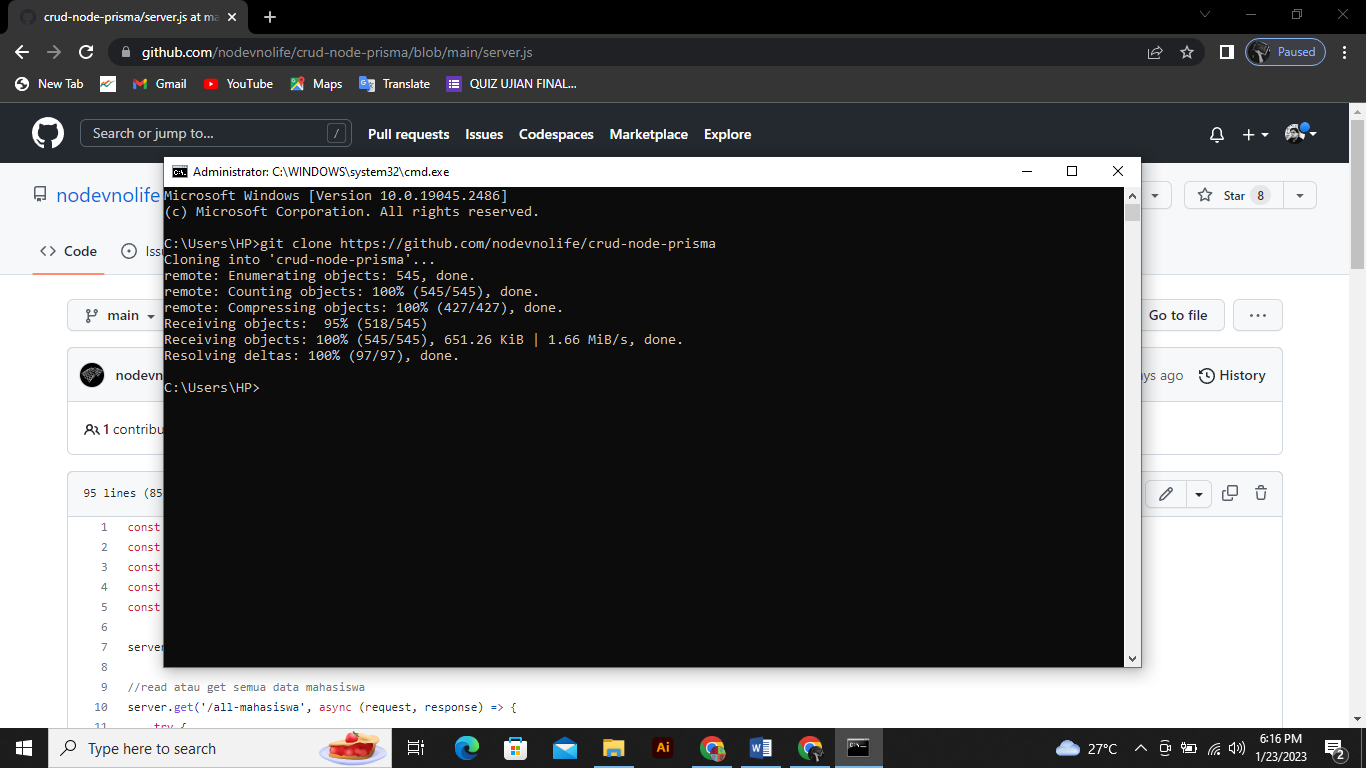 crud-node-prisma/server.js at ma
github.com/nodevnolife/crud-node-prisma/blob/main/server.js
Paused
New Tab
Gmail
YouTube
Maps
Translate
QUIZ UJIAN FINAL...
Search or jump to...
/
Pull requests
Issues
Codespaces
Marketplace
Explore
Administrator: C:\WINDOWS\system32\cmd.exe
Microsoft Windows [Version 10.0.19045.2486]
(c) Microsoft Corporation. All rights reserved.
C:\Users\HP>git clone https://github.com/nodevnolife/crud-node-prisma
Cloning into 'crud-node-prisma'...
remote: Enumerating objects: 545, done.
remote: Counting objects: 100% (545/545), done.
remote: Compressing objects: 100% (427/427), done.
Receiving objects:  95% (518/545)
Receiving objects: 100% (545/545), 651.26 KiB | 1.66 MiB/s, done.
Resolving deltas: 100% (97/97), done.
C:\Users\HP>
nodevnolife
Star 8
Code
Iss
main
Go to file
...
nodevn
ys ago
History
1 contribu
95 lines (85
1 const
2 const
3 const
4 const
5 const
6
7 server
8
9 //read atau get semua data mahasiswa
10 server.get('/all-mahasiswa', async (request, response) => {
11 try {
Type here to search
Ai
27°C
6:16 PM
1/23/2023
2